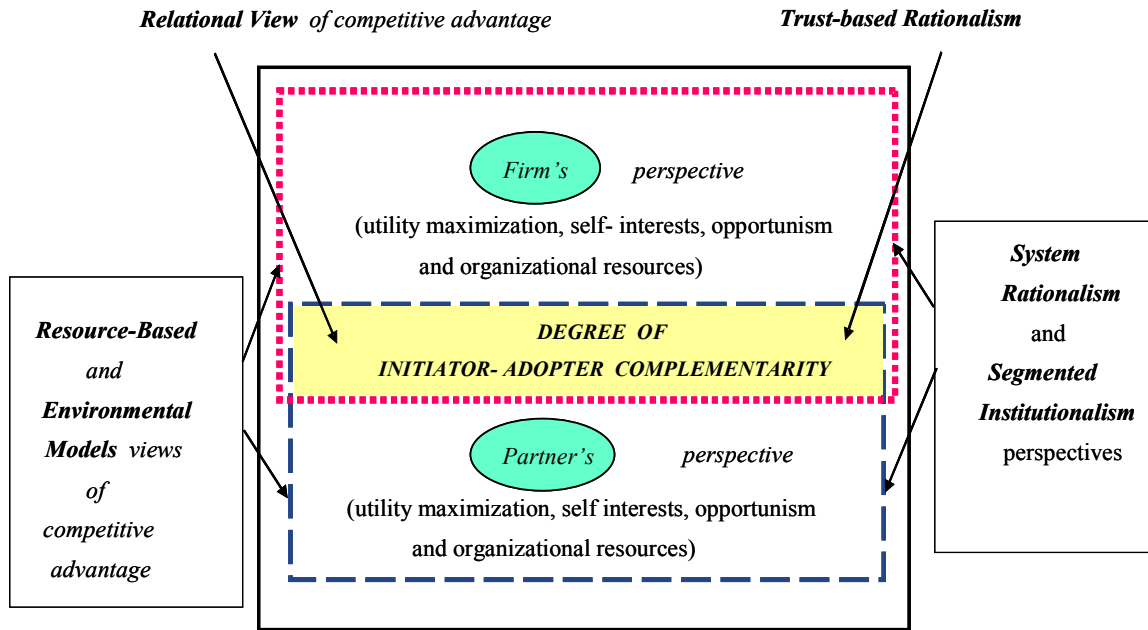 Relational View of competitive advantage
Trust-based Rationalism
Firm's perspective
(utility maximization, self- interests, opportunism
and organizational resources)
DEGREE OF
INITIATOR- ADOPTER COMPLEMENTARITY
Partner's perspective
(utility maximization, self interests, opportunism
and organizational resources)
Resource-Based
and
Environmental
Models views
of
competitive
advantage
System
Rationalism
and
Segmented
Institutionalism
perspectives